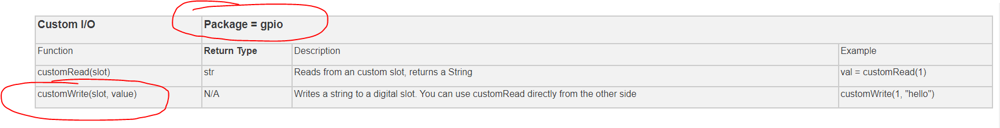 Custom I/O Package = gpio
Function Return Type Description Example
customRead(slot) str Reads from an custom slot, returns a String val = customRead(1)
customWrite(slot, value) N/A Writes a string to a digital slot. You can use customRead directly from the other side customWrite(1, "hello")